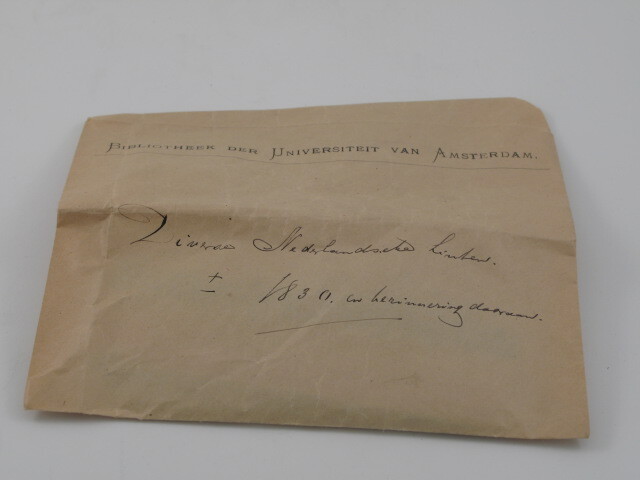 BIBLIOTHEEK DER UNIVERSITEIT VAN AMSTERDAM.
Diverse Nederlandsche linten.
± 1830. en herinnering daaraan.